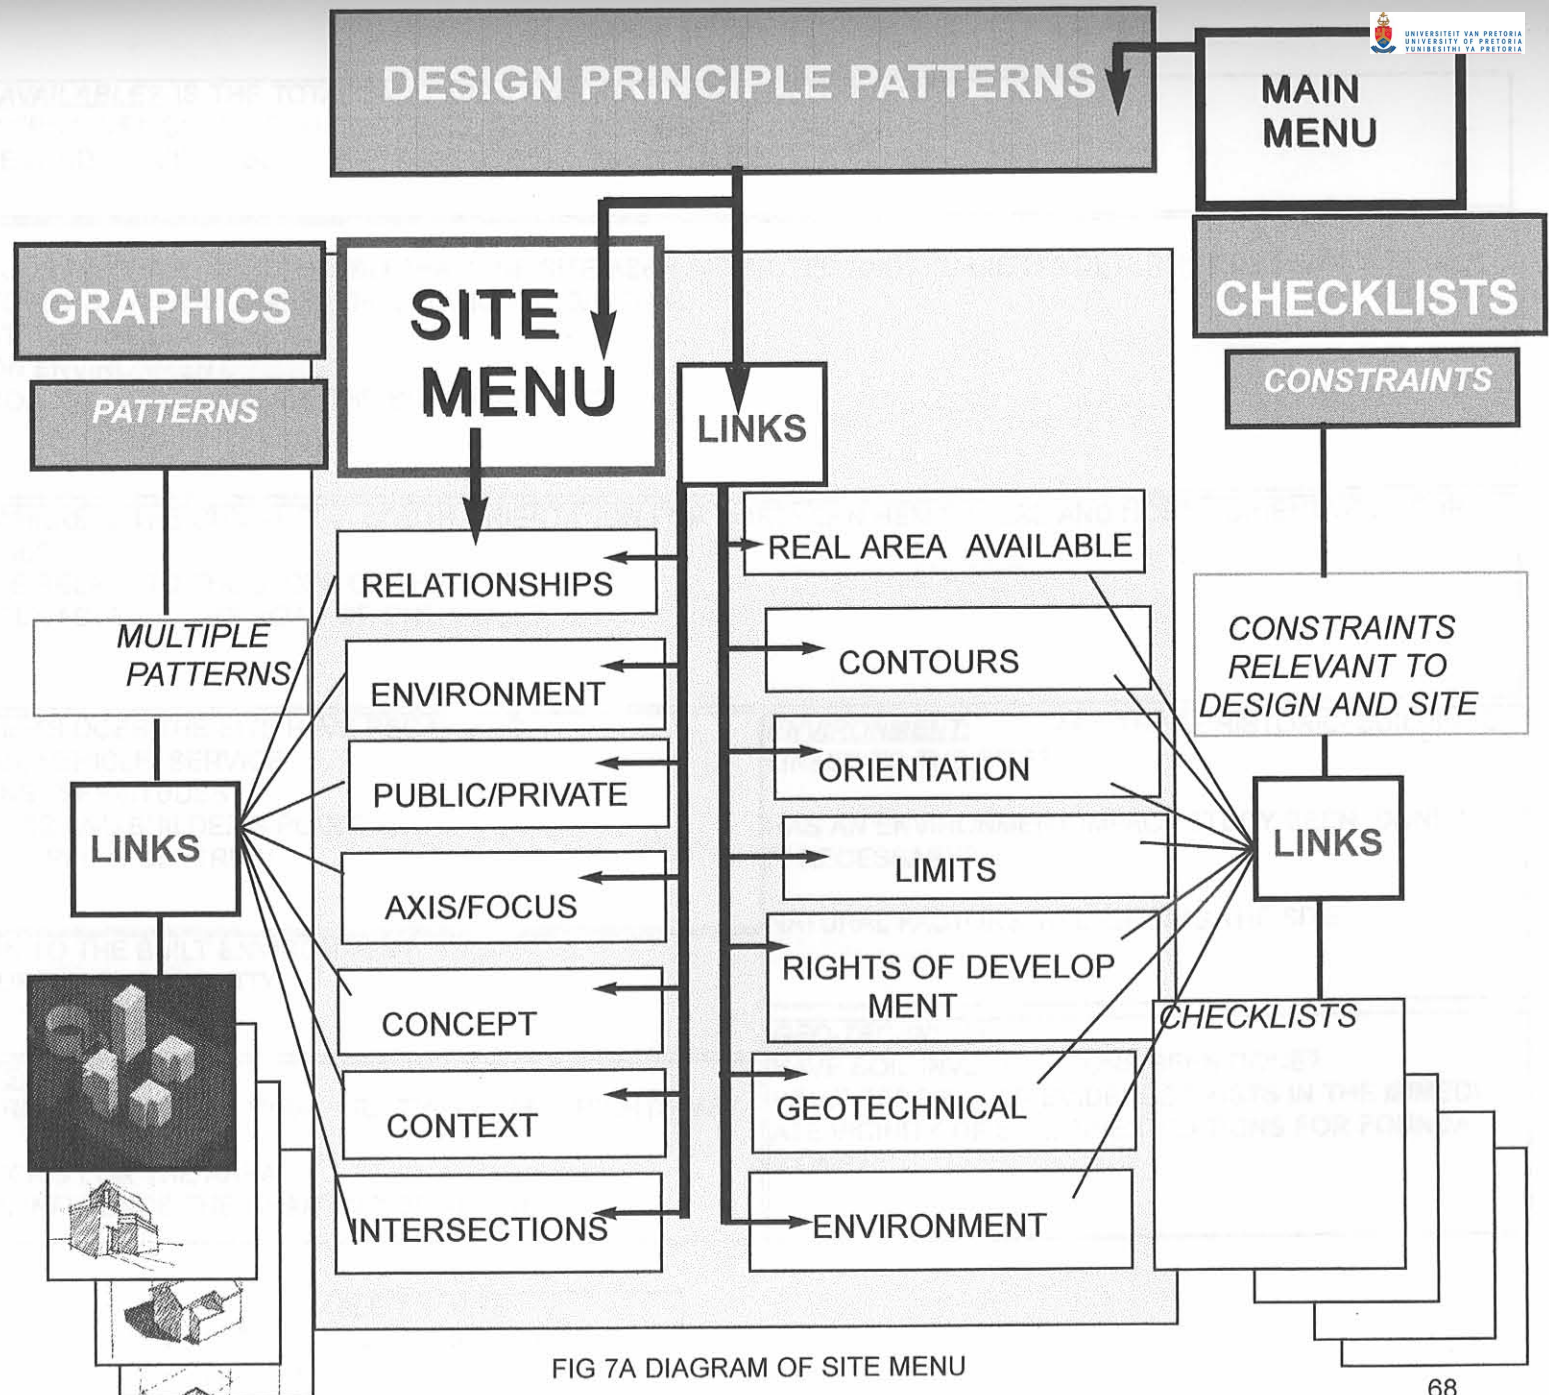 UNIVERSITEIT VAN PRETORIA
UNIVERSITY OF PRETORIA
YUNIBESITHI YA PRETORIA
DESIGN PRINCIPLE PATTERNS
MAIN
MENU
GRAPHICS
PATTERNS
MULTIPLE
PATTERNS
LINKS
SITE
MENU
LINKS
RELATIONSHIPS
ENVIRONMENT
PUBLIC/PRIVATE
AXIS/FOCUS
CONCEPT
CONTEXT
INTERSECTIONS
REAL AREA AVAILABLE
CONTOURS
ORIENTATION
LIMITS
RIGHTS OF DEVELOP
MENT
GEOTECHNICAL
ENVIRONMENT
CHECKLISTS
CONSTRAINTS
CONSTRAINTS
RELEVANT TO
DESIGN AND SITE
LINKS
CHECKLISTS
FIG 7A DIAGRAM OF SITE MENU
68